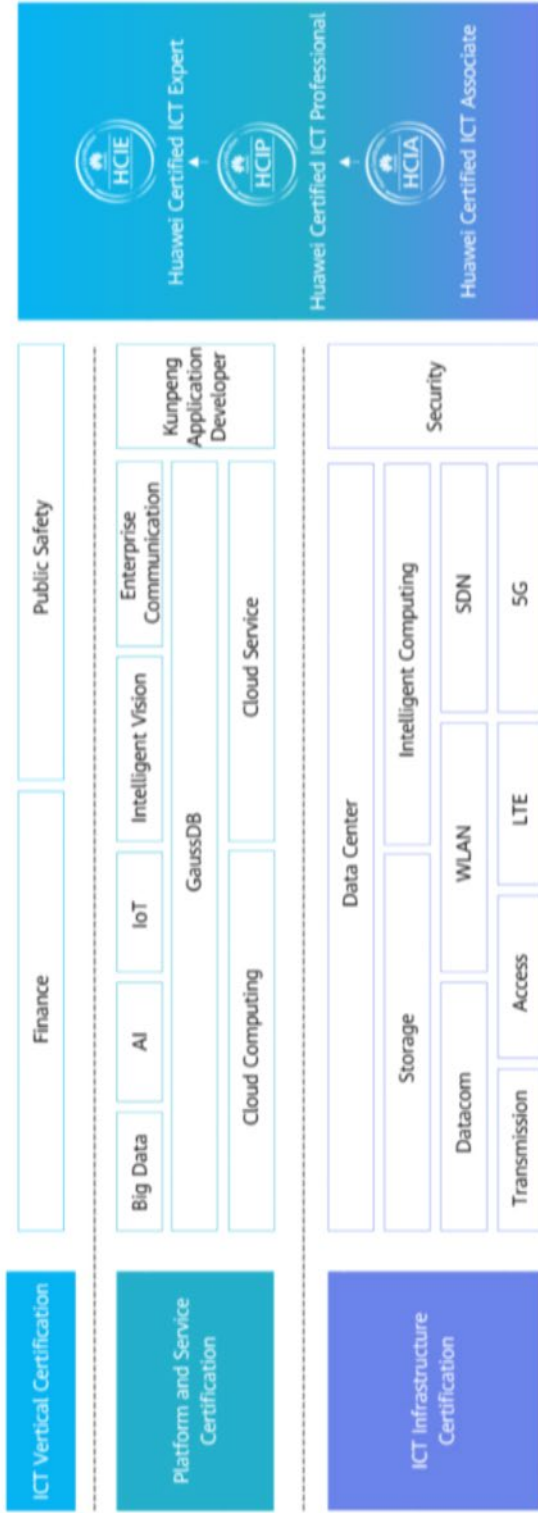 ICT Vertical Certification
Finance
Public Safety
Platform and Service
Certification
Big Data
AI
IoT
Intelligent Vision
Enterprise
Communication
Kunpeng
Application
Developer
GaussDB
Cloud Computing
Cloud Service
ICT Infrastructure
Certification
Data Center
Security
Storage
Intelligent Computing
Datacom
WLAN
SDN
Transmission
Access
LTE
5G
HCIE
Huawei Certified ICT Expert
HCIP
Huawei Certified ICT Professional
HCIA
Huawei Certified ICT Associate